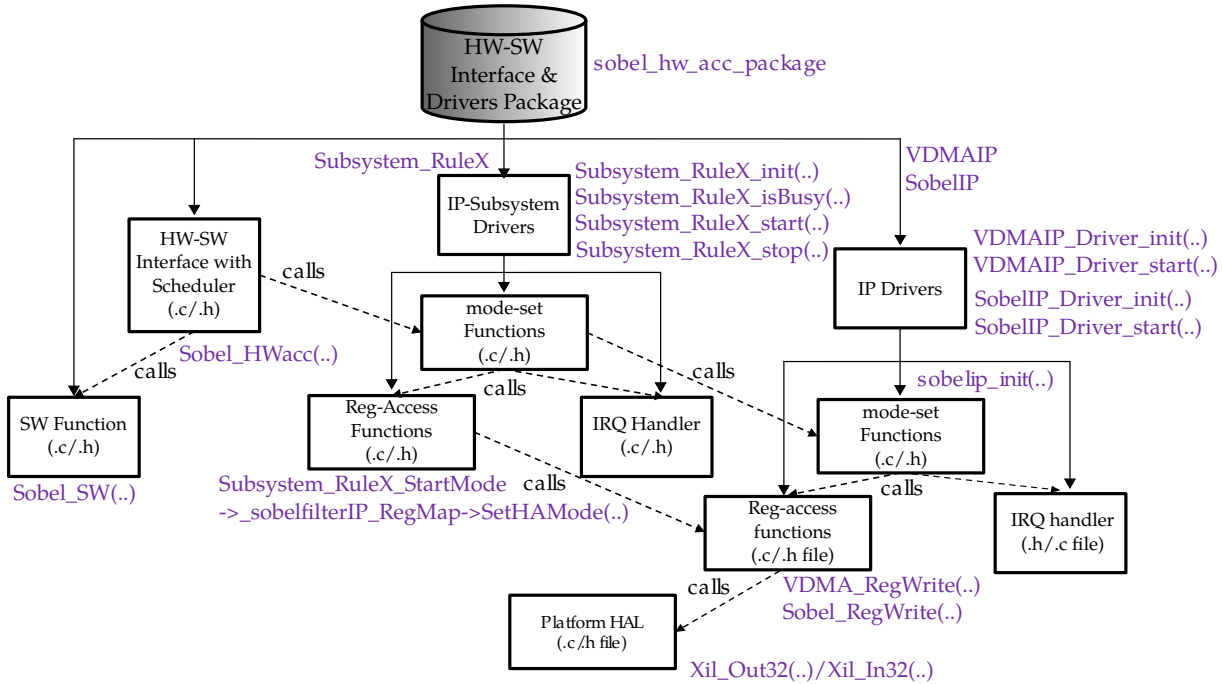 HW-SW
Interface &
Drivers Package
sobel_hw_acc_package
Subsystem_RuleX
Subsystem_RuleX_init(..)
Subsystem_RuleX_isBusy(..)
Subsystem_RuleX_start(..)
Subsystem_RuleX_stop(..)
VDMAIP
SobelIP
IP-Subsystem
Drivers
HW-SW
Interface with
Scheduler
(.c/.h)
calls
VDMAIP_Driver_init(..)
VDMAIP_Driver_start(..)
SobelIP_Driver_init(..)
SobelIP_Driver_start(..)
IP Drivers
mode-set
Functions
(.c/.h)
Sobel_HWacc(..)
calls
calls
calls
sobelip_init(..)
SW Function
(.c/.h)
Reg-Access
Functions
(.c/.h)
IRQ Handler
(.c/.h)
mode-set
Functions
(.c/.h)
Sobel_SW(..)
Subsystem_RuleX_StartMode
->_sobelfilterIP_RegMap->SetHAMode(..)
calls
calls
Reg-access
functions
(.c/.h file)
IRQ handler
(.h/.c file)
calls
VDMA_RegWrite(..)
Sobel_RegWrite(..)
Platform HAL
(.c/.h file)
Xil_Out32(..)/Xil_In32(..)